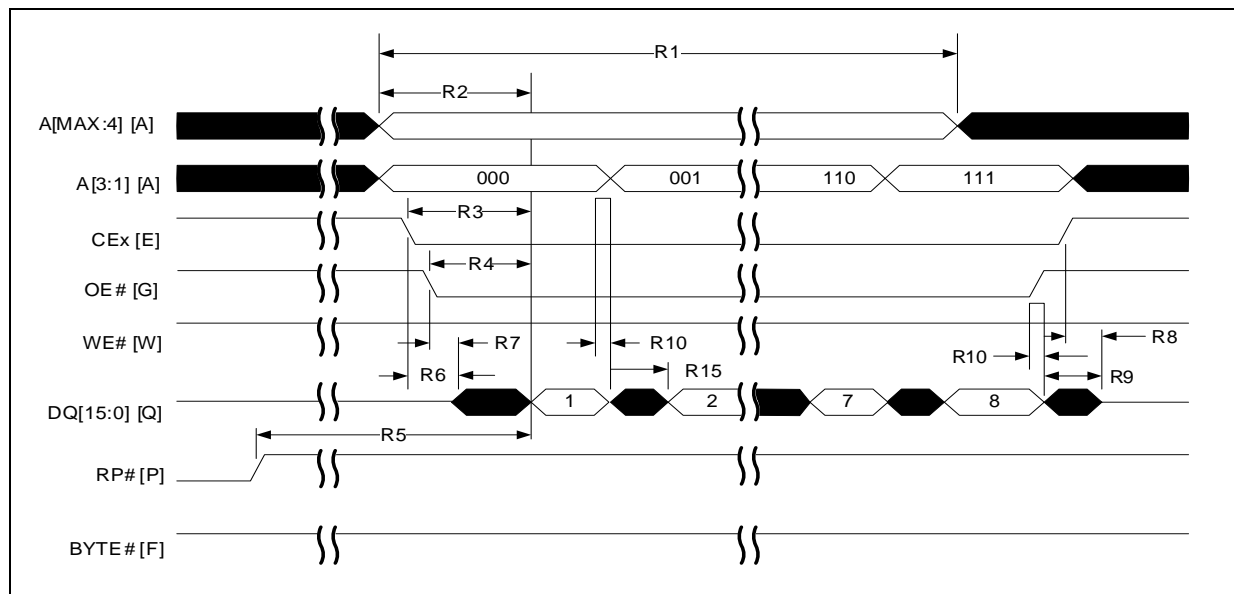 R1
R2
A[MAX:4] [A]
A[3:1] [A]
000
001
110
111
R3
CEx [E]
R4
OE# [G]
WE# [W]
R7
R10
R8
R10
R6
R15
R9
DQ[15:0] [Q]
1
2
7
8
R5
RP# [P]
BYTE# [F]